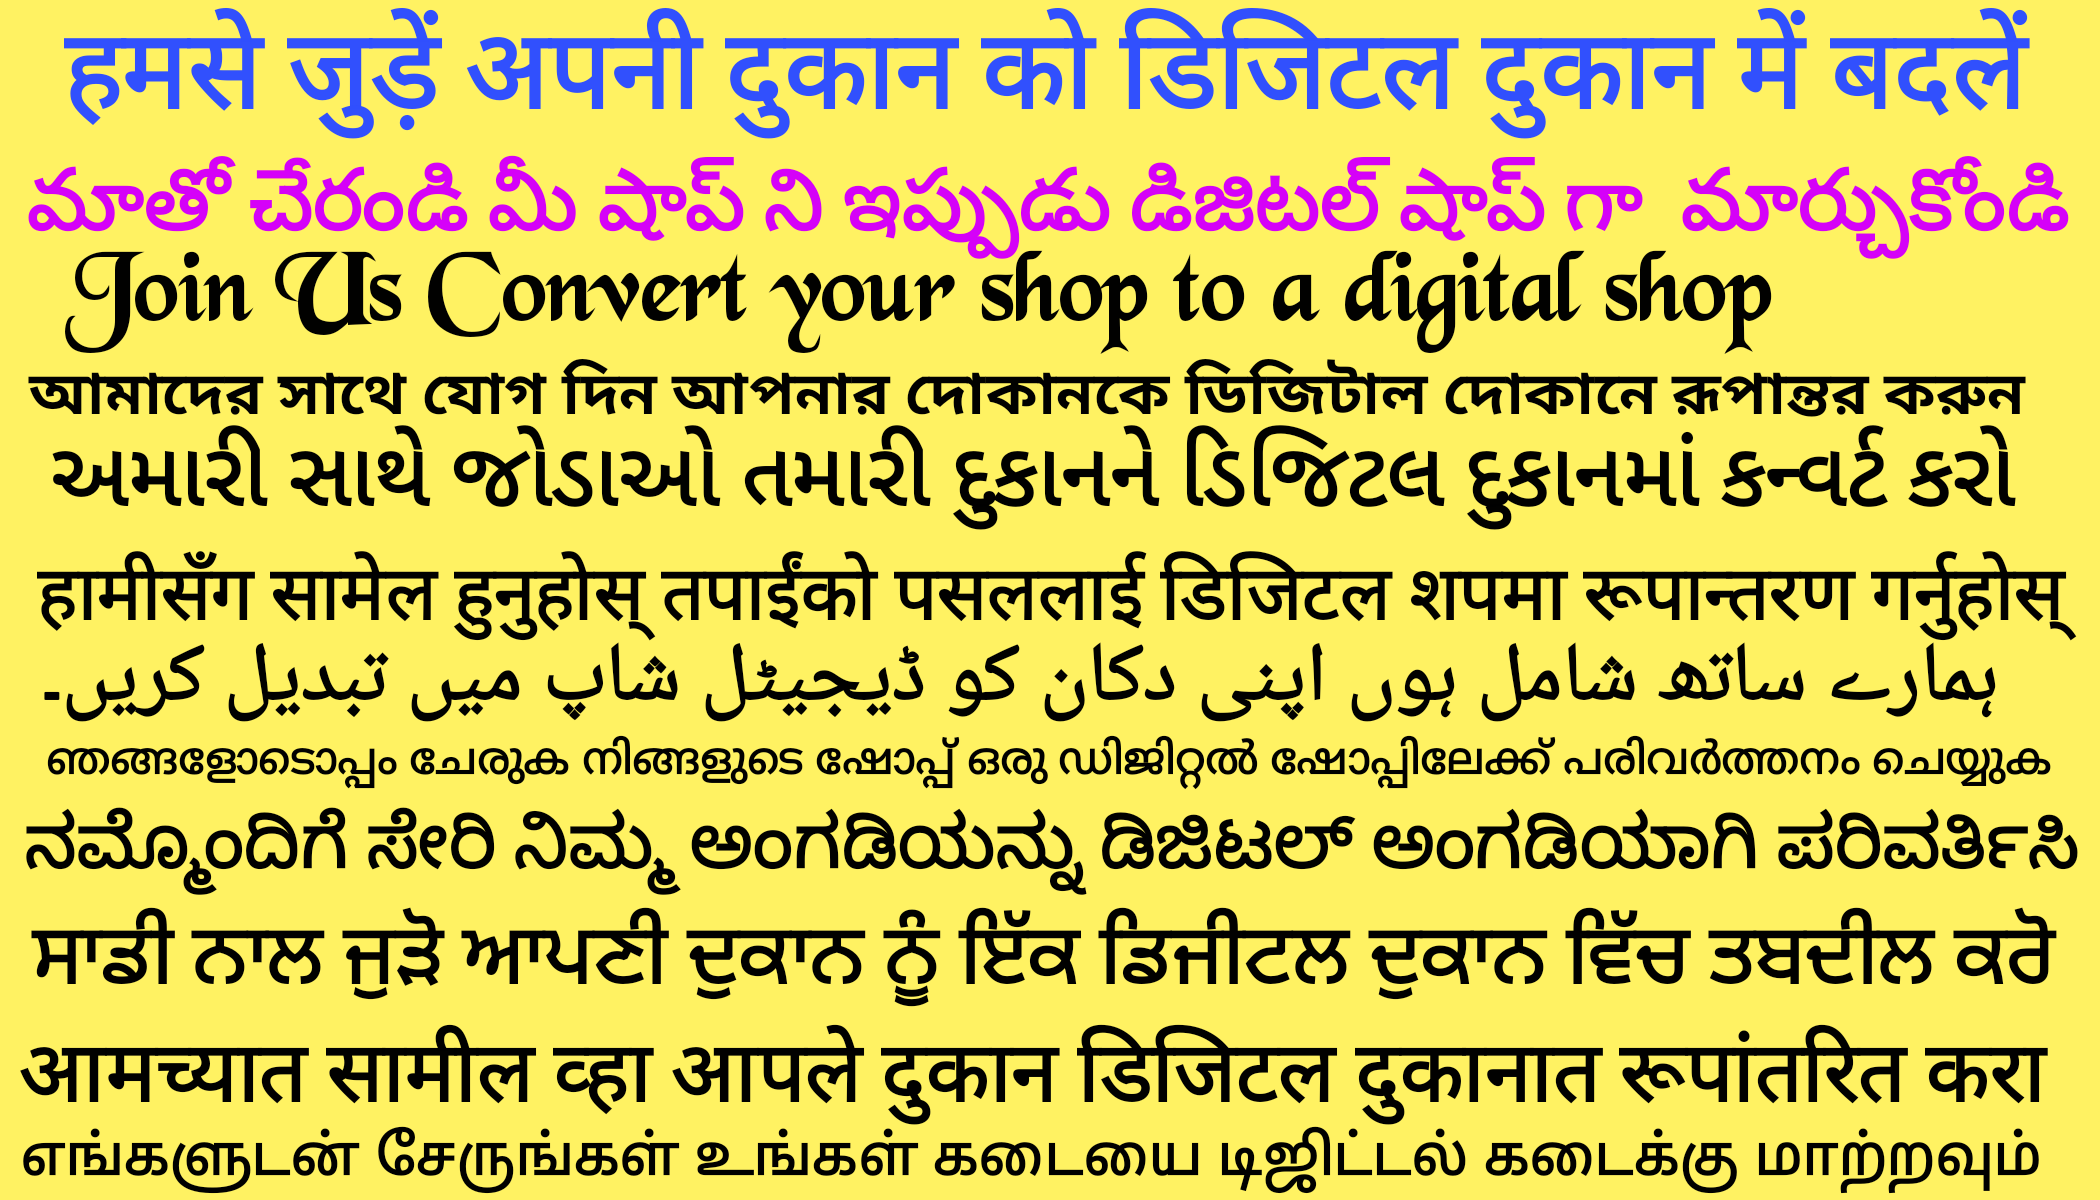 हमसे जुड़ें अपनी दुकान को डिजिटल दुकान में बदलें
మాతో చేరండి మీ షాప్ ని ఇప్పుడు డిజిటల్ షాప్ గా మార్చుకోండి
Join Us Convert your shop to a digital shop
আমাদের সাথে যোগ দিন আপনার দোকানকে ডিজিটাল দোকানে রূপান্তর করুন
અમારી સાથે જોડાઓ તમારી દુકાનને ડિજિટલ દુકાનમાં કન્વર્ટ કરો
हामीसँग सामेल हुनुहोस् तपाईंको पसललाई डिजिटल शपमा रूपान्तरण गर्नुहोस्
ہمارے ساتھ شامل ہوں اپنی دکان کو ڈیجیٹل شاپ میں تبدیل کریں۔
ഞങ്ങളോടൊപ്പം ചേരുക നിങ്ങളുടെ ഷോപ്പ് ഒരു ഡിജിറ്റൽ ഷോപ്പിലേക്ക് പരിവർത്തനം ചെയ്യുക
ನಮ್ಮೊಂದಿಗೆ ಸೇರಿ ನಿಮ್ಮ ಅಂಗಡಿಯನ್ನು ಡಿಜಿಟಲ್ ಅಂಗಡಿಯಾಗಿ ಪರಿವರ್ತಿಸಿ
ਸਾਡੀ ਨਾਲ ਜੁੜੋ ਆਪਣੀ ਦੁਕਾਨ ਨੂੰ ਇੱਕ ਡਿਜੀਟਲ ਦੁਕਾਨ ਵਿੱਚ ਤਬਦੀਲ ਕਰੋ
आमच्यात सामील व्हा आपले दुकान डिजिटल दुकानात रूपांतरित करा
எங்களுடன் சேருங்கள் உங்கள் கடையை டிஜிட்டல் கடைக்கு மாற்றவும்